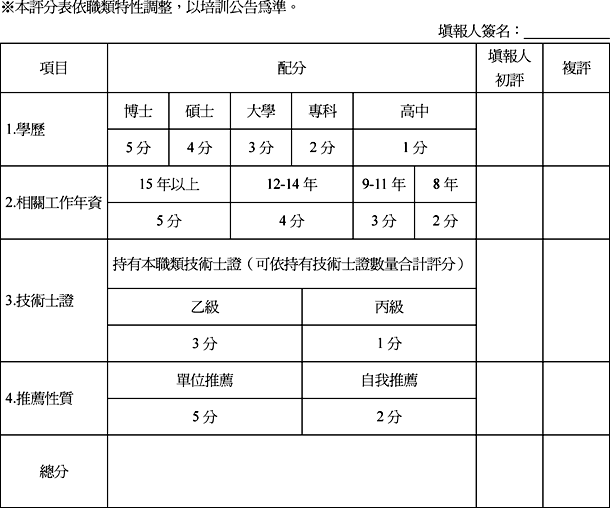 ※本評分表依職類特性調整，以培訓公告爲準。
填報人簽名：
項目 配分 填報人初評 複評
1.學歷
博士 碩士 大學 專科 高中
5 分 4 分 3 分 2 分 1 分
2.相關工作年資
15 年以上 12-14 年 9-11 年 8 年
5 分 4 分 3 分 2 分
3.技術士證
持有本職類技術士證（可依持有技術士證數量合計評分）
乙級 丙級
3 分 1 分
4.推薦性質
單位推薦 自我推薦
5 分 2 分
總分